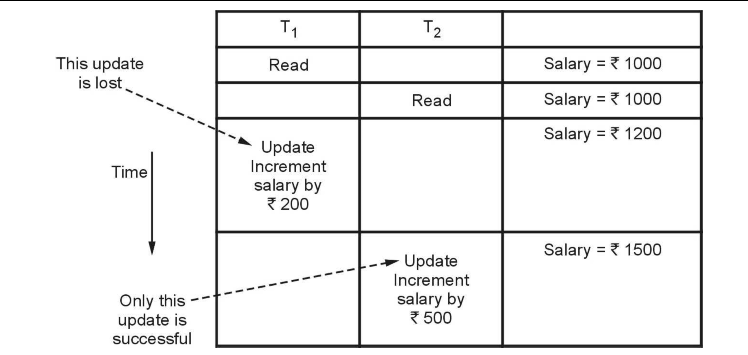 T1
T2
This update
is lost
Read
Salary = ₹ 1000
Read
Salary = ₹ 1000
Update
Increment
salary by
₹ 200
Salary = ₹ 1200
Time
Update
Increment
salary by
₹ 500
Salary = ₹ 1500
Only this
update is
successful